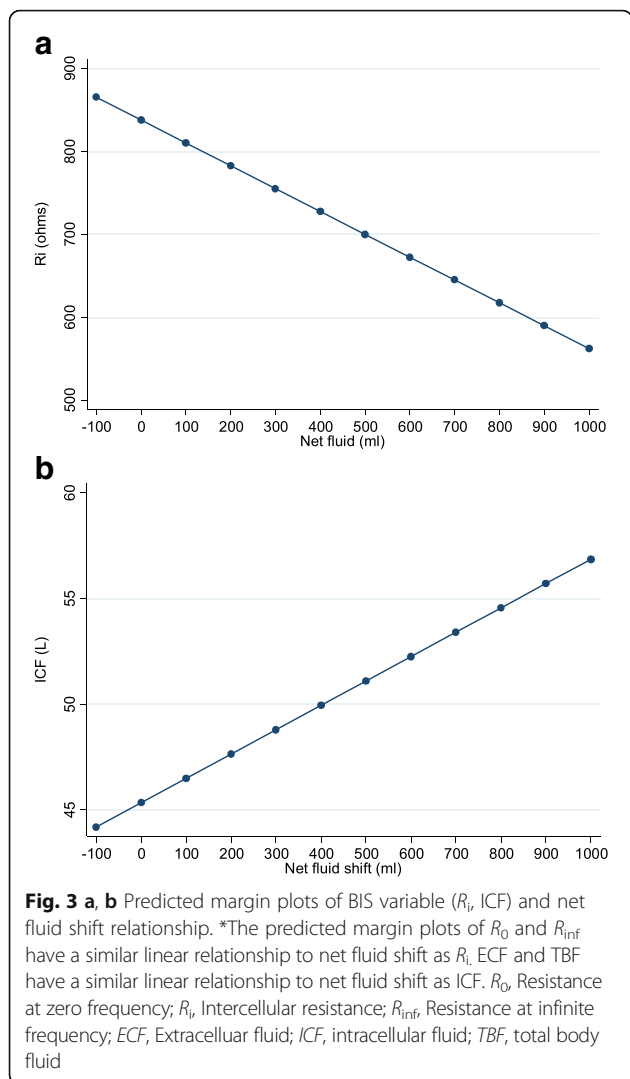 a
900
800
700
600
500
Ri (ohms)
-100 0 100 200 300 400 500 600 700 800 900 1000
Net fluid (ml)
b
60
55
50
45
ICF (L)
-100 0 100 200 300 400 500 600 700 800 900 1000
Net fluid shift (ml)
Fig. 3 a, b Predicted margin plots of BIS variable (Ri, ICF) and net
fluid shift relationship. *The predicted margin plots of R0 and Rinf
have a similar linear relationship to net fluid shift as Ri. ECF and TBF
have a similar linear relationship to net fluid shift as ICF. R0, Resistance
at zero frequency; Ri, Intercellular resistance; Rinf, Resistance at infinite
frequency; ECF, Extracelluar fluid; ICF, intracellular fluid; TBF, total body
fluid